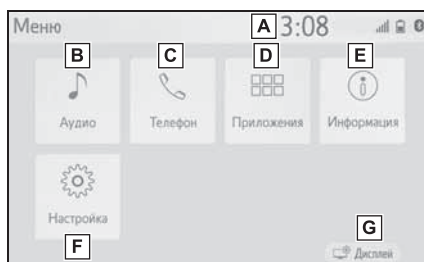 Меню A 3:08
B C D E
Аудио Телефон Приложения Информация
Настройка
F G
Дисплей